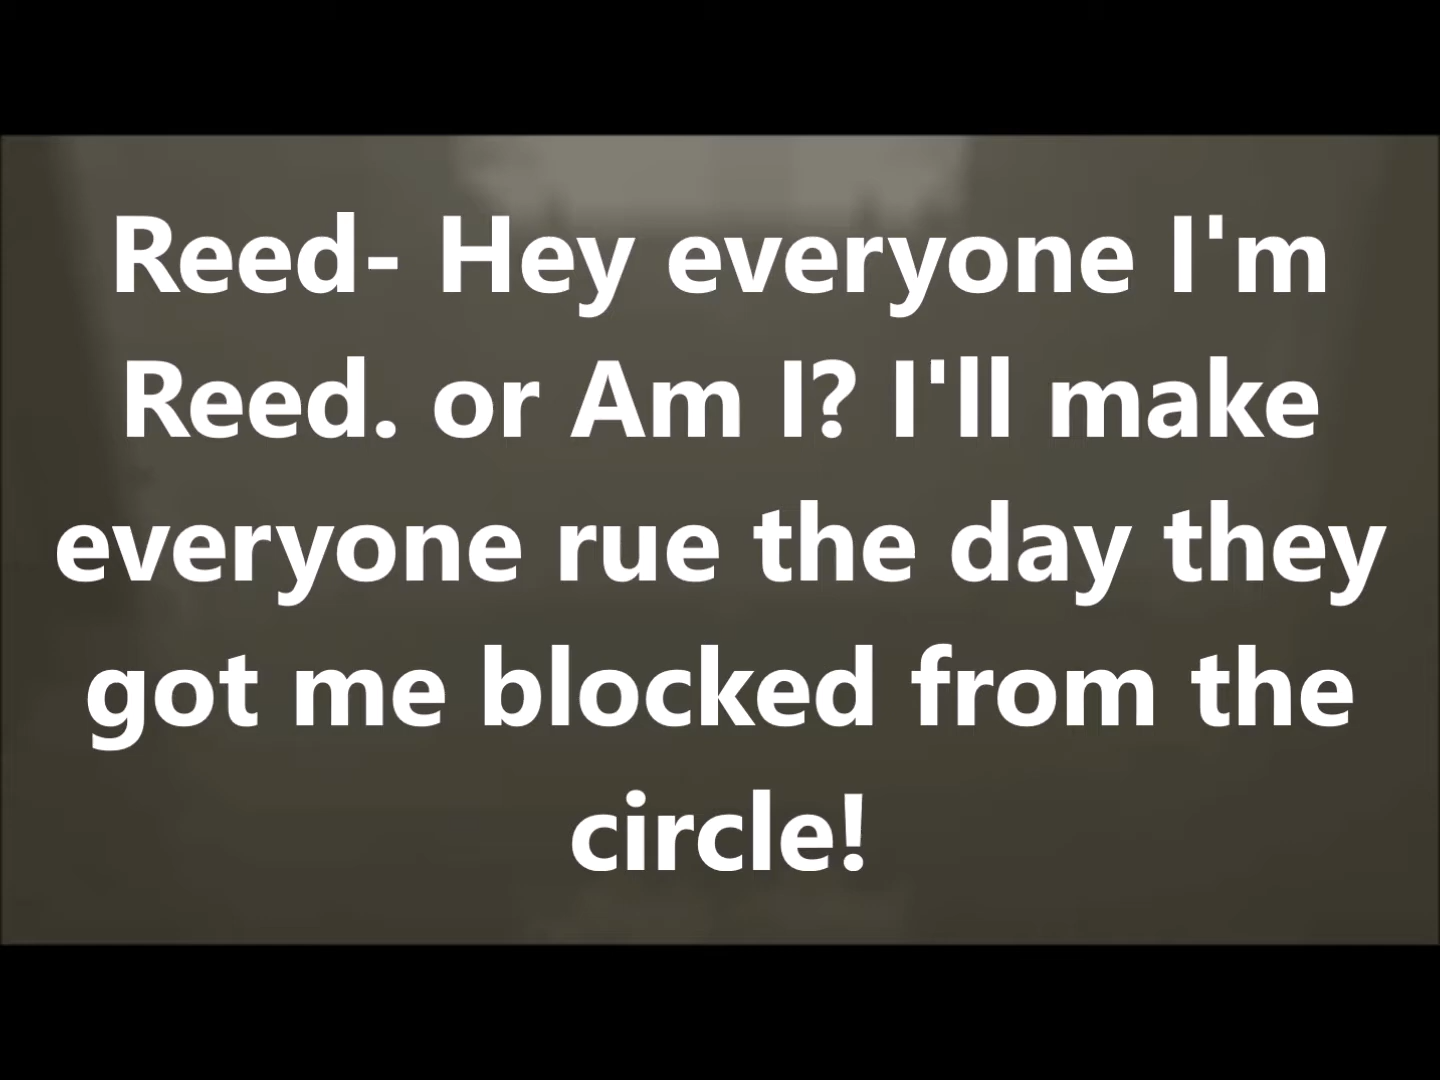 Reed- Hey everyone I'm
Reed. or Am I? I'll make
everyone rue the day they
got me blocked from the
circle!